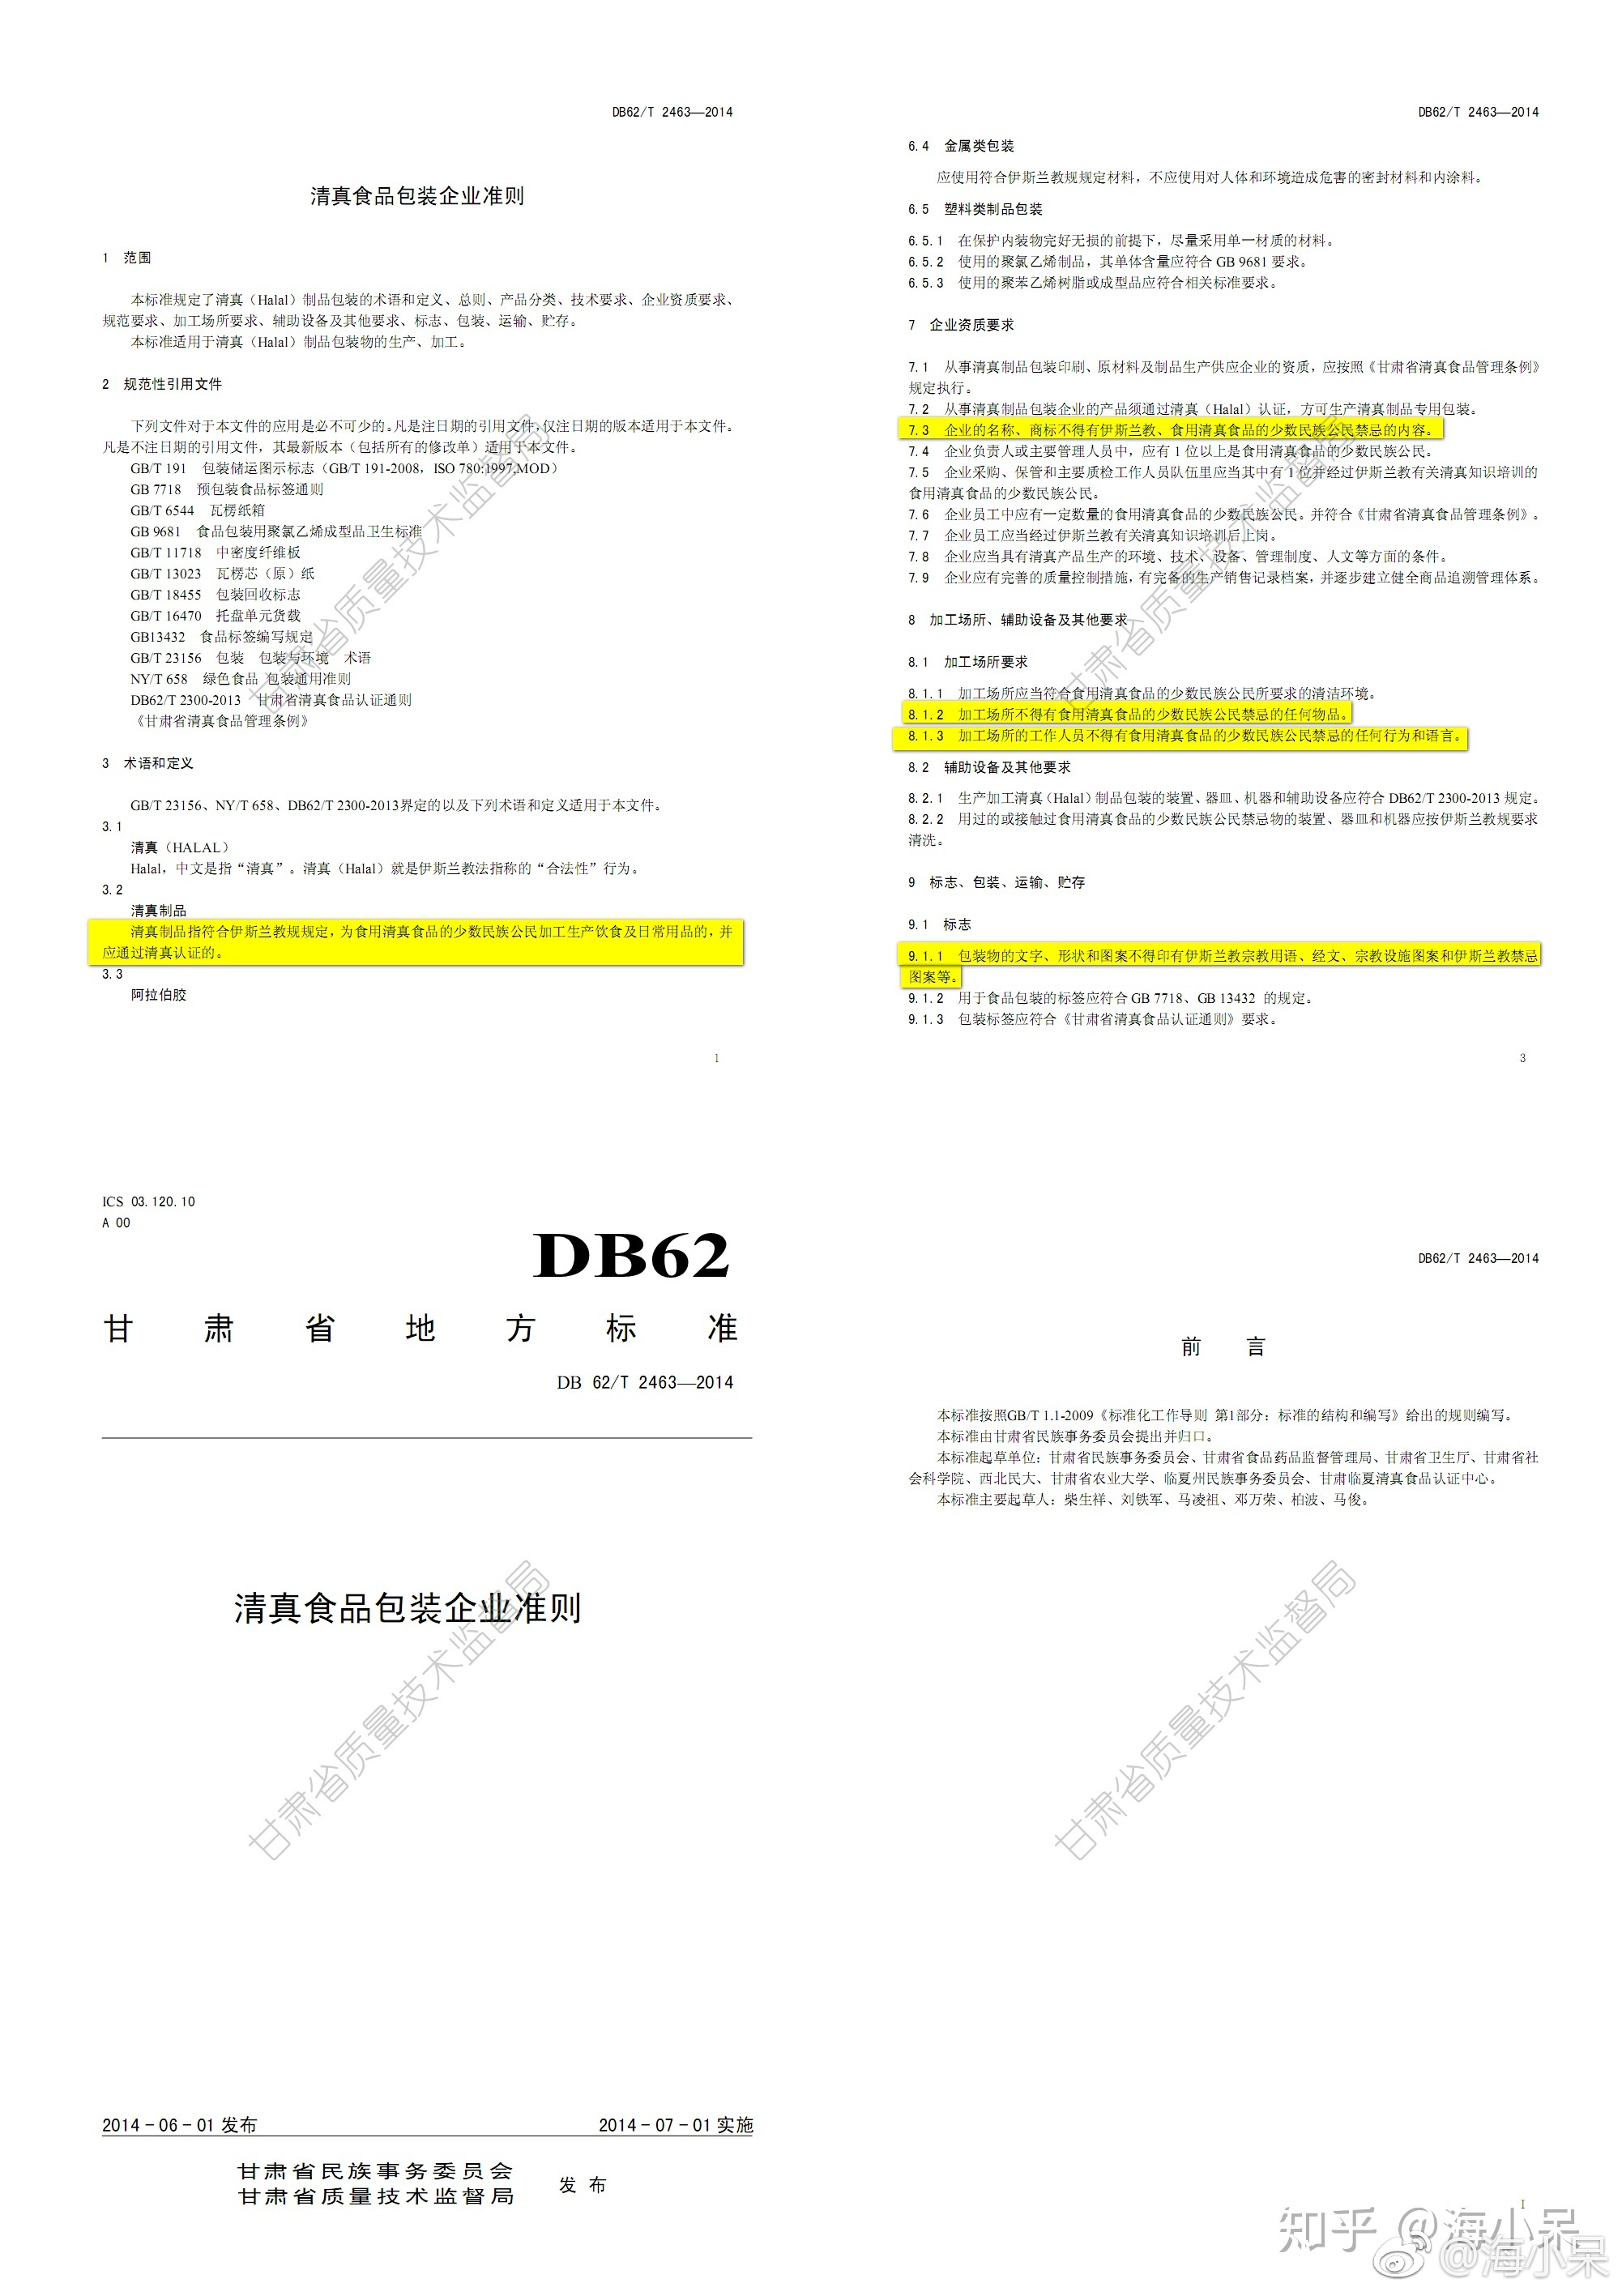 DB62/T 2463—2014
清真食品包装企业准则
1 范围
本标准规定了清真（Halal）制品包装的术语和定义、总则、产品分类、技术要求、企业资质要求、
规范要求、加工场所要求、辅助设备及其他要求、标志、包装、运输、贮存。
本标准适用于清真（Halal）制品包装物的生产、加工。
2 规范性引用文件
下列文件对于本文件的应用是必不可少的。凡是注日期的引用文件，仅注日期的版本适用于本文件。
凡是不注日期的引用文件，其最新版本（包括所有的修改单）适用于本文件。
GB/T 191 包装储运图示标志（GB/T 191-2008，ISO 780:1997,MOD）
GB 7718 预包装食品标签通则
GB/T 6544 瓦楞纸箱
GB 9681 食品包装用聚氯乙烯成型品卫生标准
GB/T 11718 中密度纤维板
GB/T 13023 瓦楞芯（原）纸
GB/T 18455 包装回收标志
GB/T 16470 托盘单元货载
GB13432 食品标签编写规定
GB/T 23156 包装 包装与环境 术语
NY/T 658 绿色食品 包装通用准则
DB62/T 2300-2013 甘肃省清真食品认证通则
《甘肃省清真食品管理条例》
3 术语和定义
GB/T 23156、NY/T 658、DB62/T 2300-2013界定的以及下列术语和定义适用于本文件。
3.1
清真（HALAL）
Halal，中文是指“清真”。清真（Halal）就是伊斯兰教法指称的“合法性”行为。
3.2
清真制品
清真制品指符合伊斯兰教规规定，为食用清真食品的少数民族公民加工生产饮食及日常用品的，并
应通过清真认证的。
3.3
阿拉伯胶
1
甘肃省质量技术监督局
DB62/T 2463—2014
6.4 金属类包装
应使用符合伊斯兰教规规定材料，不应使用对人体和环境造成危害的密封材料和内涂料。
6.5 塑料类制品包装
6.5.1 在保护内装物完好无损的前提下，尽量采用单一材质的材料。
6.5.2 使用的聚氯乙烯制品，其单体含量应符合 GB 9681 要求。
6.5.3 使用的聚苯乙烯树脂或成型品应符合相关标准要求。
7 企业资质要求
7.1 从事清真制品包装印刷、原材料及制品生产供应企业的资质，应按照《甘肃省清真食品管理条例》
规定执行。
7.2 从事清真制品包装企业的产品须通过清真（Halal）认证，方可生产清真制品专用包装。
7.3 企业的名称、商标不得有伊斯兰教、食用清真食品的少数民族公民禁忌的内容。
7.4 企业负责人或主要管理人员中，应有 1 位以上是食用清真食品的少数民族公民。
7.5 企业采购、保管和主要质检工作人员队伍里应当其中有 1 位并经过伊斯兰教有关清真知识培训的
食用清真食品的少数民族公民。
7.6 企业员工中应有一定数量的食用清真食品的少数民族公民。并符合《甘肃省清真食品管理条例》。
7.7 企业员工应当经过伊斯兰教有关清真知识培训后上岗。
7.8 企业应当具有清真产品生产的环境、技术、设备、管理制度、人文等方面的条件。
7.9 企业应有完善的质量控制措施，有完备的生产销售记录档案，并逐步建立健全商品追溯管理体系。
8 加工场所、辅助设备及其他要求
8.1 加工场所要求
8.1.1 加工场所应当符合食用清真食品的少数民族公民所要求的清洁环境。
8.1.2 加工场所不得有食用清真食品的少数民族公民禁忌的任何物品。
8.1.3 加工场所的工作人员不得有食用清真食品的少数民族公民禁忌的任何行为和语言。
8.2 辅助设备及其他要求
8.2.1 生产加工清真（Halal）制品包装的装置、器皿、机器和辅助设备应符合 DB62/T 2300-2013 规定。
8.2.2 用过的或接触过食用清真食品的少数民族公民禁忌物的装置、器皿和机器应按伊斯兰教规要求
清洗。
9 标志、包装、运输、贮存
9.1 标志
9.1.1 包装物的文字、形状和图案不得印有伊斯兰教宗教用语、经文、宗教设施图案和伊斯兰教禁忌
图案等。
9.1.2 用于食品包装的标签应符合 GB 7718、GB 13432 的规定。
9.1.3 包装标签应符合《甘肃省清真食品认证通则》要求。
3
甘肃省质量技术监督局
ICS 03.120.10
A 00
DB62
甘肃省地方标准
DB 62/T 2463—2014
清真食品包装企业准则
甘肃省质量技术监督局
2014-06-01 发布
2014-07-01 实施
甘肃省民族事务委员会
甘肃省质量技术监督局
发布
DB62/T 2463—2014
前 言
本标准按照GB/T 1.1-2009《标准化工作导则 第1部分：标准的结构和编写》给出的规则编写。
本标准由甘肃省民族事务委员会提出并归口。
本标准起草单位：甘肃省民族事务委员会、甘肃省食品药品监督管理局、甘肃省卫生厅、甘肃省社
会科学院、西北民大、甘肃省农业大学、临夏州民族事务委员会、甘肃临夏清真食品认证中心。
本标准主要起草人：柴生祥、刘铁军、马凌祖、邓万荣、柏波、马俊。
甘肃省质量技术监督局
I
知乎 @海小呆
@海小呆